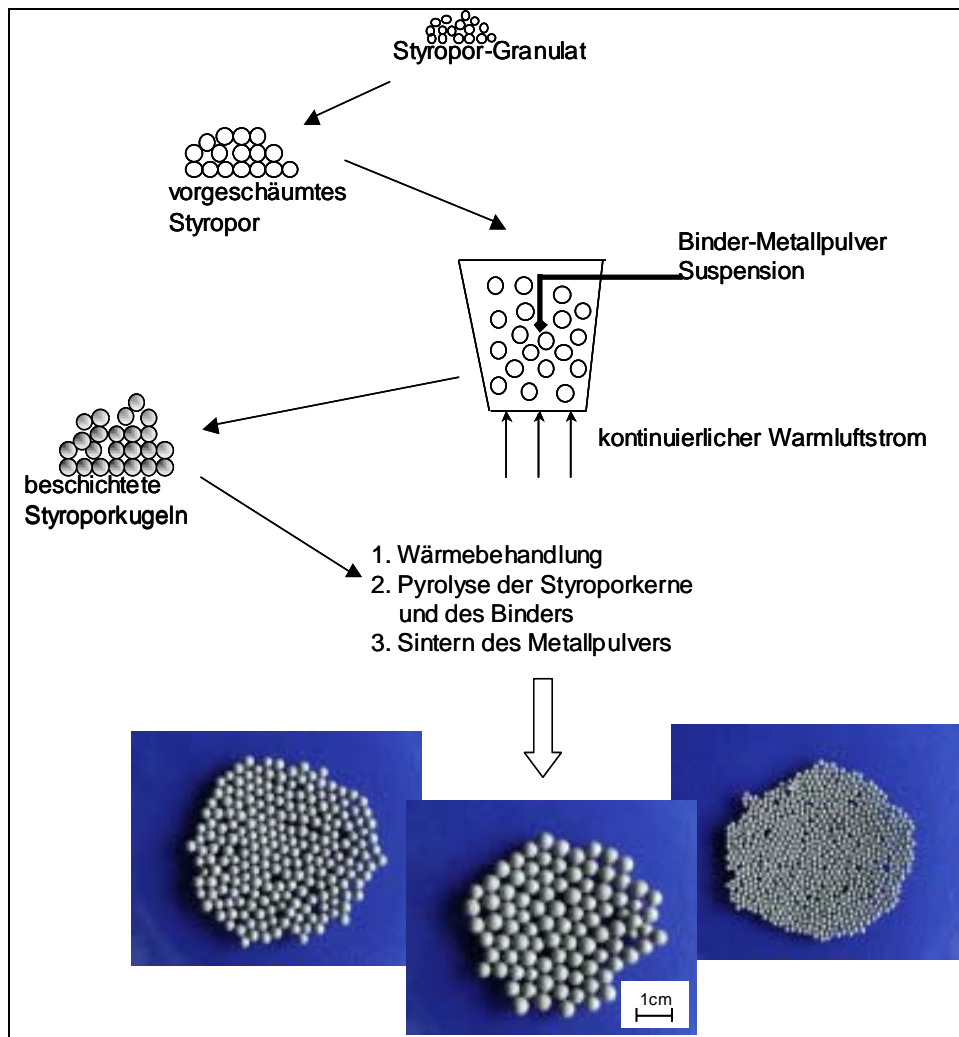 Styropor-Granulat
vorgeschäumtes
Styropor
Binder-Metallpulver
Suspension
kontinuierlicher Warmluftstrom
beschichtete
Styroporkugeln
1. Wärmebehandlung
2. Pyrolyse der Styroporkerne
und des Binders
3. Sintern des Metallpulvers
1cm